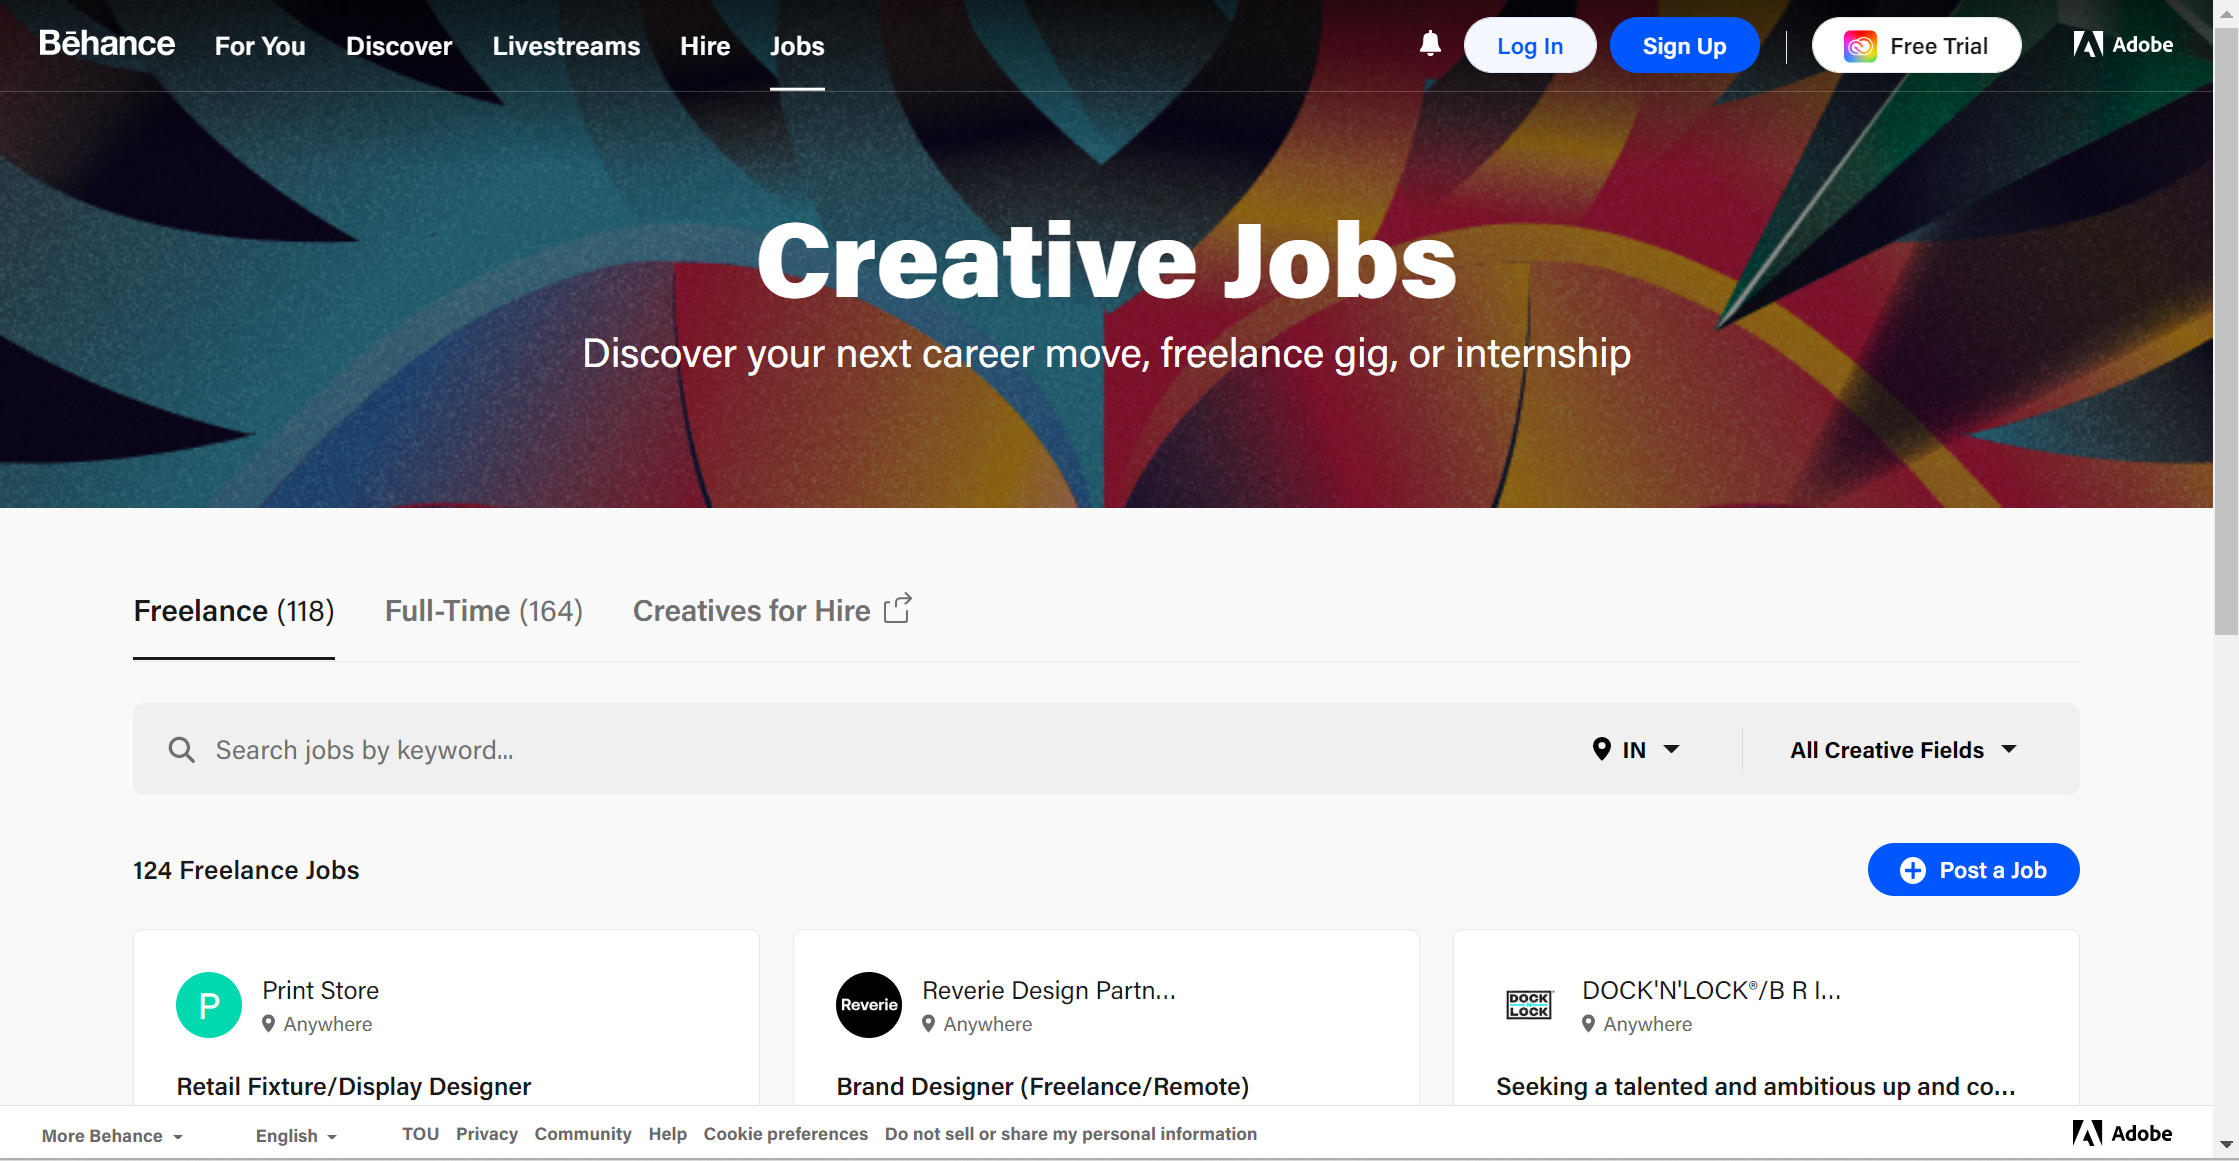 Bēhance For You Discover Livestreams Hire Jobs Log In Sign Up Free Trial Adobe
Creative Jobs
Discover your next career move, freelance gig, or internship
Freelance (118) Full-Time (164) Creatives for Hire
Search jobs by keyword... IN All Creative Fields
124 Freelance Jobs Post a Job
P Print Store
Anywhere
Retail Fixture/Display Designer
Reverie Reverie Design Partn...
Anywhere
Brand Designer (Freelance/Remote)
DOCK N LOCK DOCK'N'LOCK®/B R I...
Anywhere
Seeking a talented and ambitious up and co...
More Behance English TOU Privacy Community Help Cookie preferences Do not sell or share my personal information Adobe